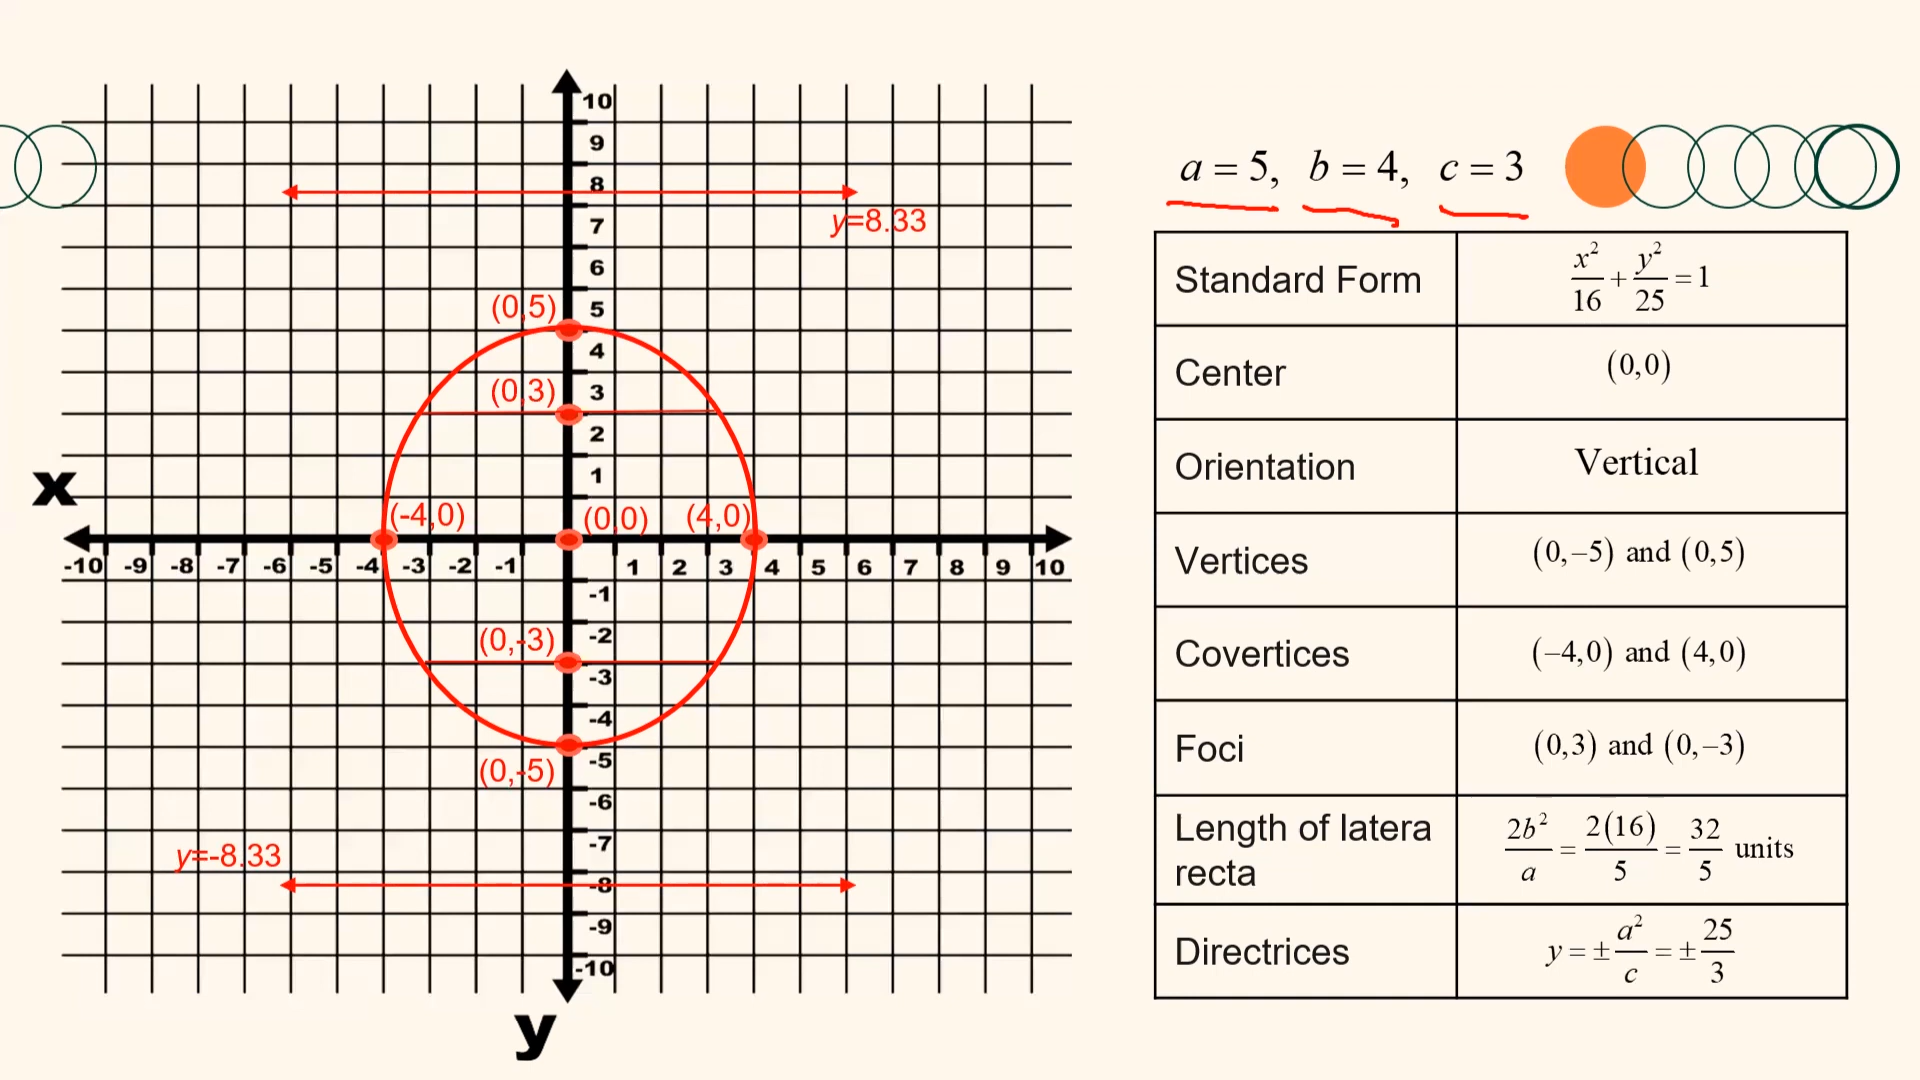 10
9
8
y=8.33
7
6
(0,5)
5
4
(0,3)
3
2
1
x
(-4,0) (0,0) (4,0)
-10 -9 -8 -7 -6 -5 -4 -3 -2 -1 1 2 3 4 5 6 7 8 9 10
-1
(0,-3)
-2
-3
-4
(0,-5)
-5
-6
-7
y=-8.33
-8
-9
-10
y
a = 5, b = 4, c = 3
Standard Form x²/16 + y²/25 = 1
Center (0,0)
Orientation Vertical
Vertices (0,–5) and (0,5)
Covertices (–4,0) and (4,0)
Foci (0,3) and (0,–3)
Length of latera
recta 2b²/a = 2(16)/5 = 32/5 units
Directrices y = ± a²/c = ± 25/3